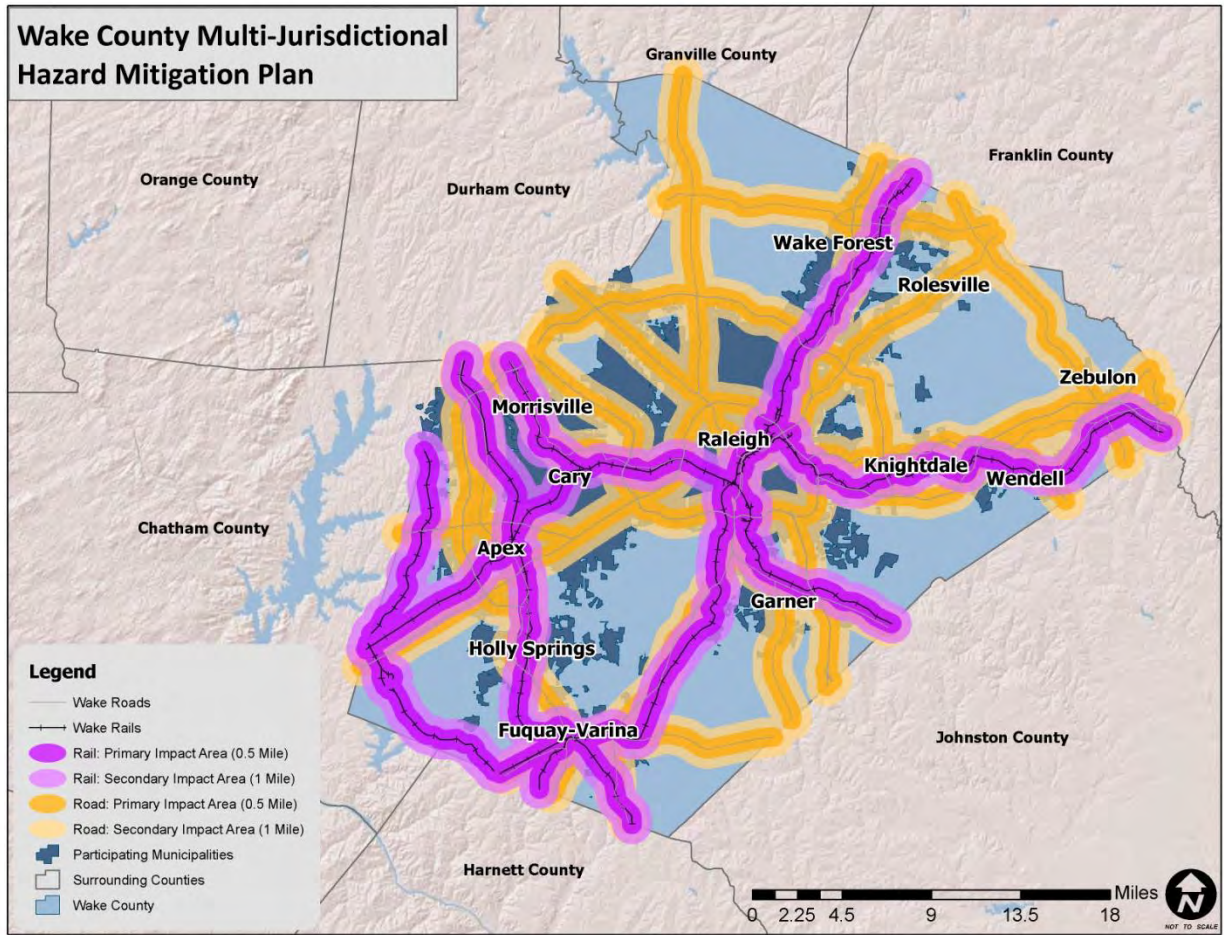 Wake County Multi-Jurisdictional
Hazard Mitigation Plan
Granville County
Franklin County
Orange County
Durham County
Wake Forest
Rolesville
Zebulon
Morrisville
Raleigh
Knightdale
Cary
Wendell
Chatham County
Apex
Garner
Holly Springs
Fuquay-Varina
Johnston County
Harnett County
Legend
Wake Roads
Wake Rails
Rail: Primary Impact Area (0.5 Mile)
Rail: Secondary Impact Area (1 Mile)
Road: Primary Impact Area (0.5 Mile)
Road: Secondary Impact Area (1 Mile)
Participating Municipalities
Surrounding Counties
Wake County
Miles
0 2.25 4.5 9 13.5 18
N
NOT TO SCALE